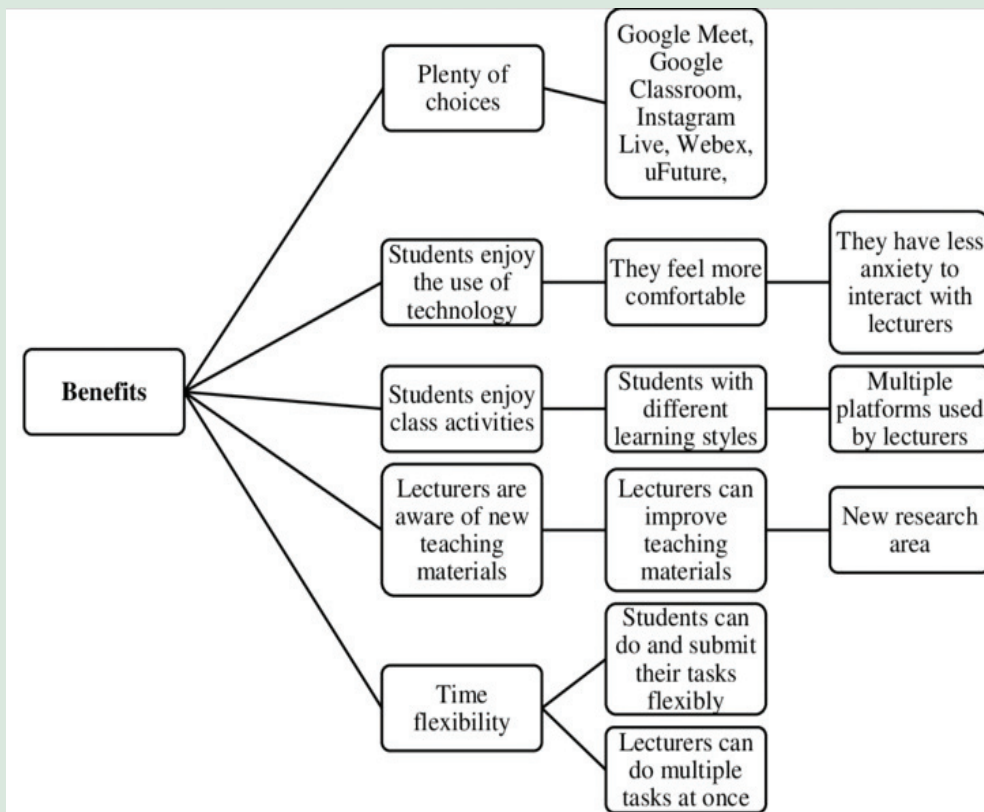 Benefits
Plenty of
choices
Google Meet,
Google
Classroom,
Instagram
Live, Webex,
uFuture,
Students enjoy
the use of
technology
They feel more
comfortable
They have less
anxiety to
interact with
lecturers
Students enjoy
class activities
Students with
different
learning styles
Multiple
platforms used
by lecturers
Lecturers are
aware of new
teaching
materials
Lecturers can
improve
teaching
materials
New research
area
Time
flexibility
Students can
do and submit
their tasks
flexibly
Lecturers can
do multiple
tasks at once